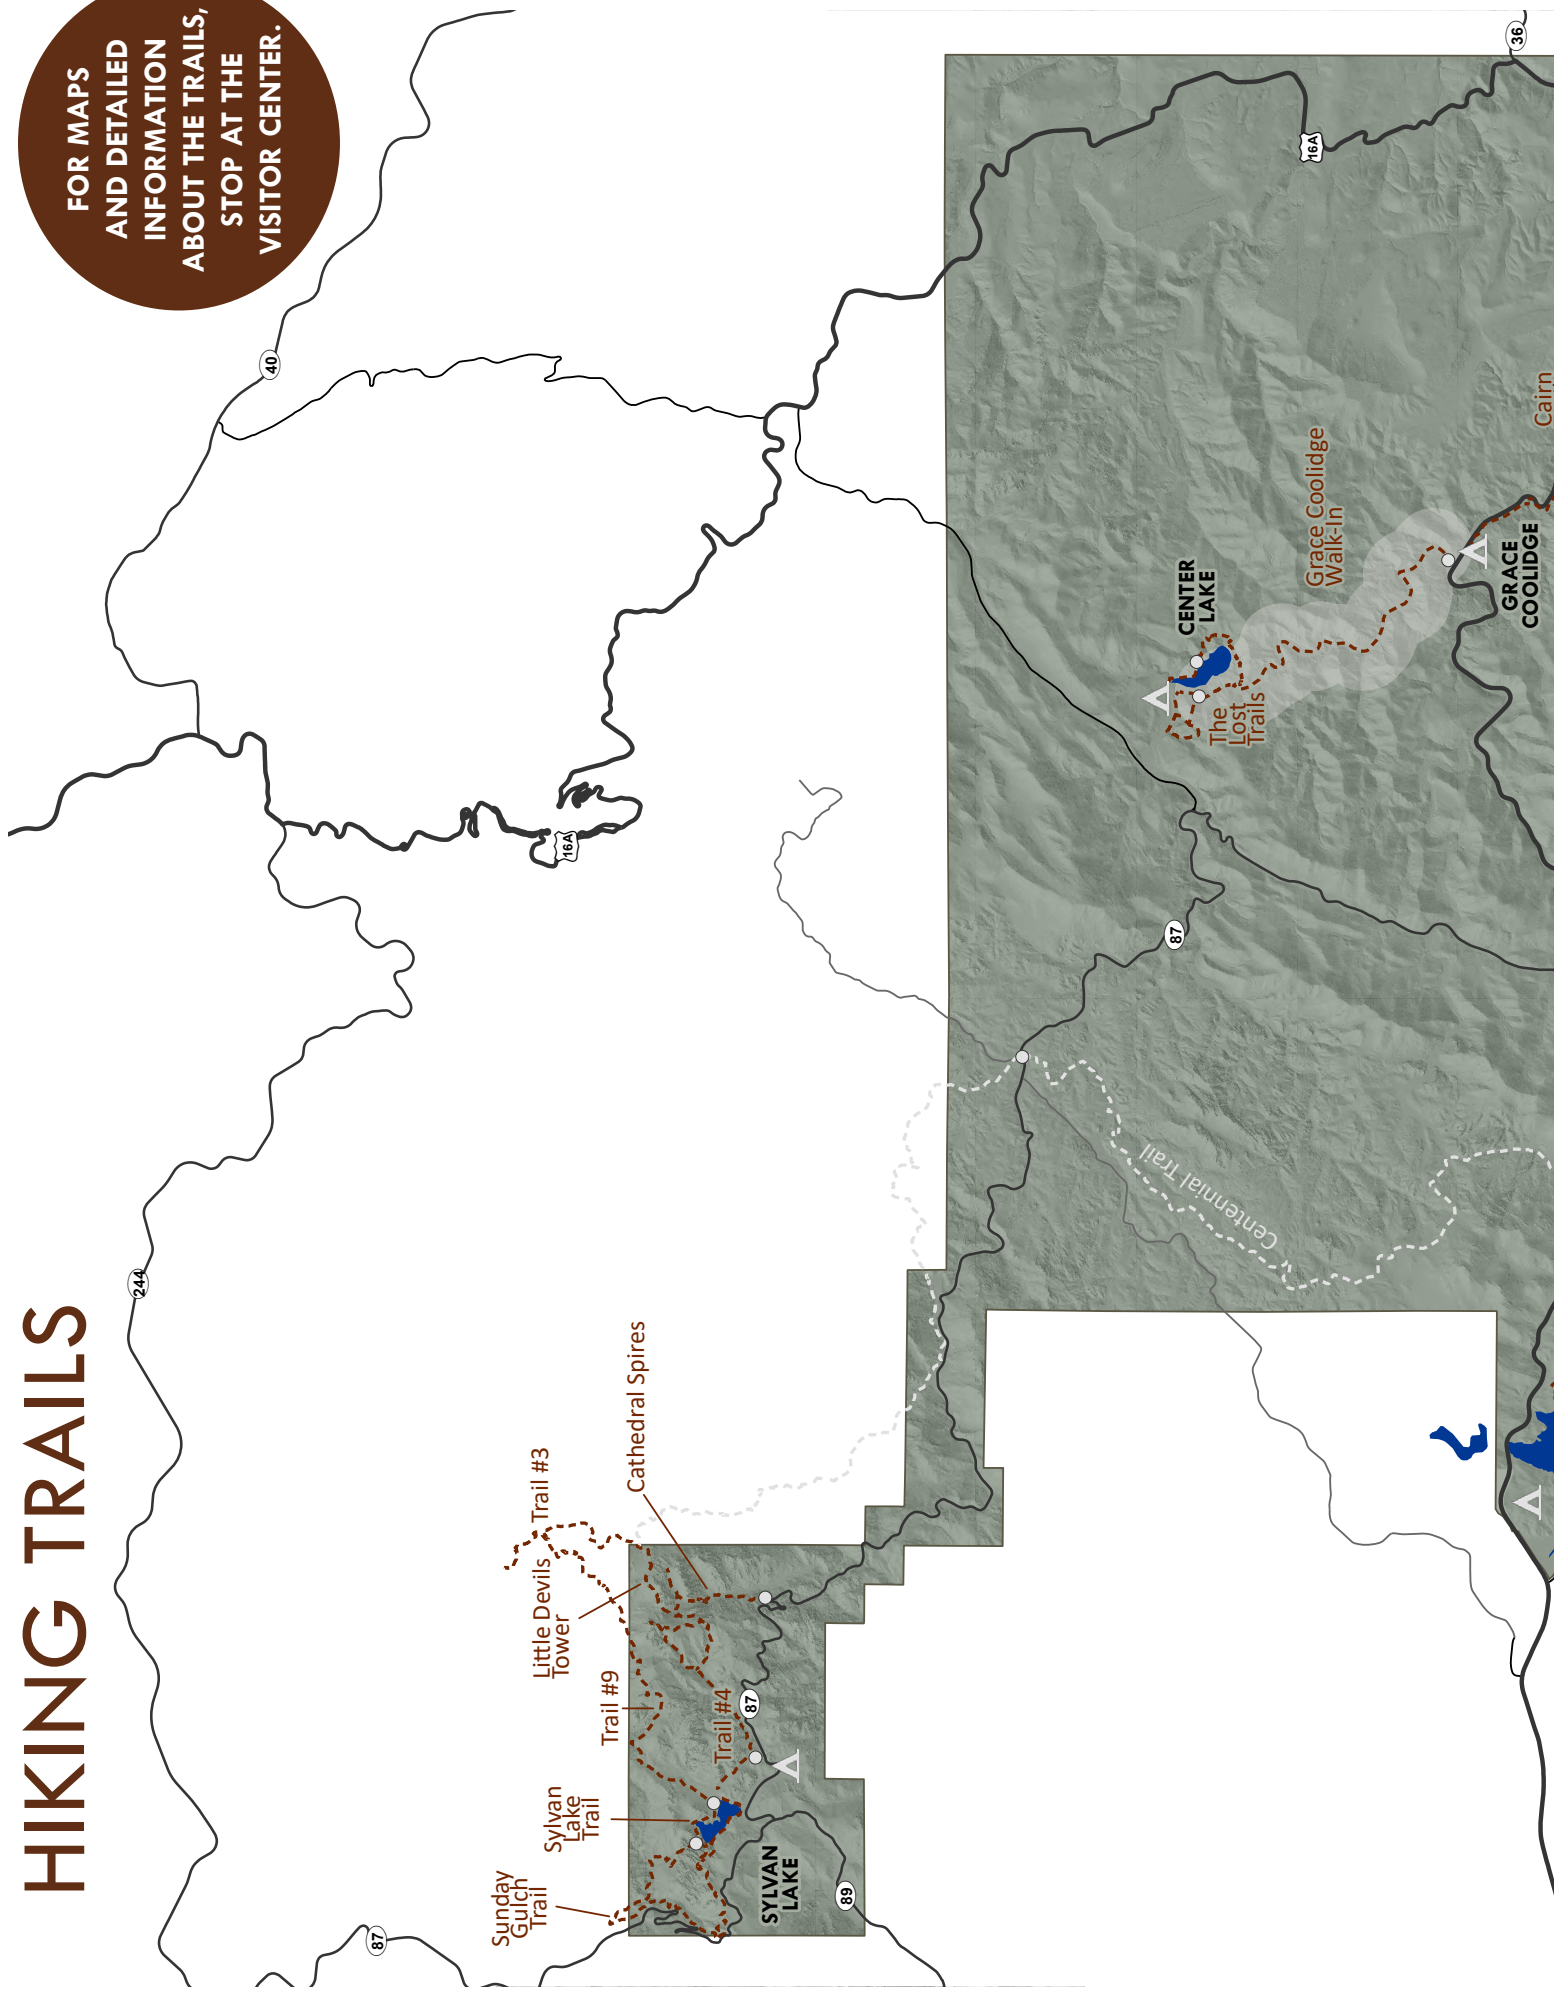 HIKING TRAILS
FOR MAPS
AND DETAILED
INFORMATION
ABOUT THE TRAILS,
STOP AT THE
VISITOR CENTER.
244
40
87
16A
Sunday
Gulch
Trail
Sylvan
Lake
Trail
Trail #9
Little Devils
Tower
Trail #3
Cathedral Spires
Trail #4
87
SYLVAN
LAKE
89
Centennial Trail
87
The
Lost
Trails
CENTER
LAKE
Grace Coolidge
Walk-In
GRACE
COOLIDGE
Cairn
16A
36